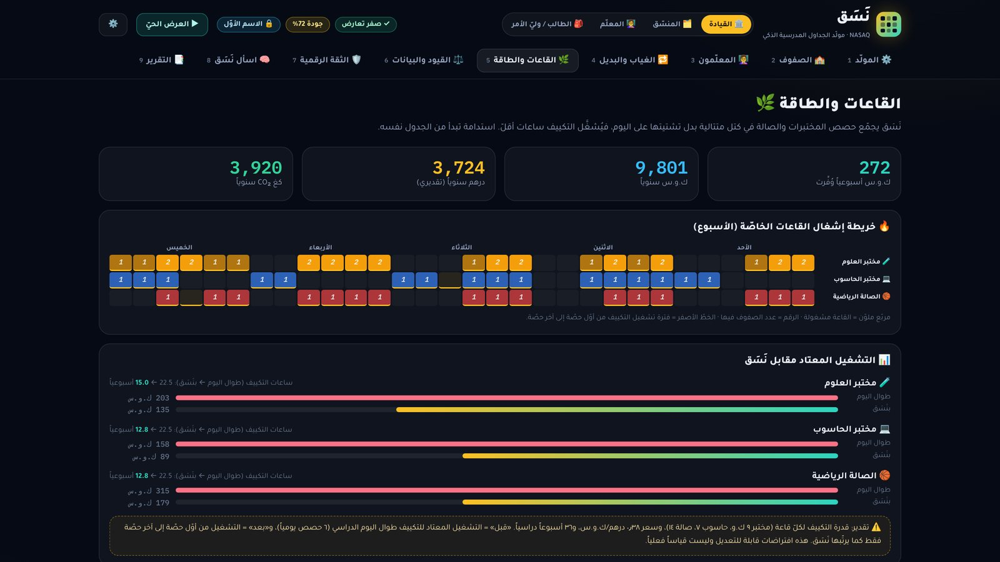 نَسَق
NASAQ · مولّد الجداول المدرسية الذكي
🏛️ القيادة 🗂️ المنسّق 👩‍🏫 المعلّم 🎒 الطالب / وليّ الأمر
✓ صفر تعارض جودة 72% 🔒 الاسم الأوّل ▶ العرض الحيّ ⚙️
⚙️ المولّد 1 🏫 الصفوف 2 👩‍🏫 المعلّمون 3 🔁 الغياب والبديل 4 🌿 القاعات والطاقة 5 ⚖️ القيود والبيانات 6 🛡️ الثقة الرقمية 7 🧠 اسأل نَسَق 8 📑 التقرير 9
القاعات والطاقة 🌿
نَسَق يجمّع حصص المختبرات والصالة في كتل متتالية بدل تشتيتها على اليوم، فيُشغَّل التكييف ساعات أقلّ. استدامة تبدأ من الجدول نفسه.
272 9,801 3,724 3,920
ك.و.س أسبوعياً وُفِّرت ك.و.س سنوياً درهم سنوياً (تقديري) كغ CO₂ سنوياً
🔥 خريطة إشغال القاعات الخاصّة (الأسبوع)
الأحد الاثنين الثلاثاء الأربعاء الخميس
🧪 مختبر العلوم 2 2 1 2 1 2 1 2 2 1 2 2 2 2 1 1 2 2 1 1
💻 مختبر الحاسوب 1 1 1 1 1 1 1 1 1 1 1 1 1 1 1 1
🏀 الصالة الرياضية 1 1 1 1 1 1 1 1 1 1 1 1 1 1 1 1
مربّع ملوّن = القاعة مشغولة · الرقم = عدد الصفوف فيها · الخطّ الأصفر = فترة تشغيل التكييف من أوّل حصّة إلى آخر حصّة.
📊 التشغيل المعتاد مقابل نَسَق
🧪 مختبر العلوم ساعات التكييف (طوال اليوم ← بنَسَق): 22.5 ← 15.0 أسبوعياً
طوال اليوم 203 ك.و.س
بنَسَق 135 ك.و.س
💻 مختبر الحاسوب ساعات التكييف (طوال اليوم ← بنَسَق): 22.5 ← 12.8 أسبوعياً
طوال اليوم 158 ك.و.س
بنَسَق 89 ك.و.س
🏀 الصالة الرياضية ساعات التكييف (طوال اليوم ← بنَسَق): 22.5 ← 12.8 أسبوعياً
طوال اليوم 315 ك.و.س
بنَسَق 179 ك.و.س
⚠️ تقدير: قدرة التكييف لكلّ قاعة (مختبر ٩ ك.و، حاسوب ٧، صالة ١٤)، وسعر ٠٫٣٨ درهم/ك.و.س، و٣٦ أسبوعاً دراسياً. «قبل» = التشغيل المعتاد للتكييف طوال اليوم الدراسي (٦ حصص يومياً)، و«بعد» = التشغيل من أوّل حصّة إلى آخر حصّة
فقط كما يرتّبها نَسَق. هذه افتراضات قابلة للتعديل وليست قياساً فعلياً.